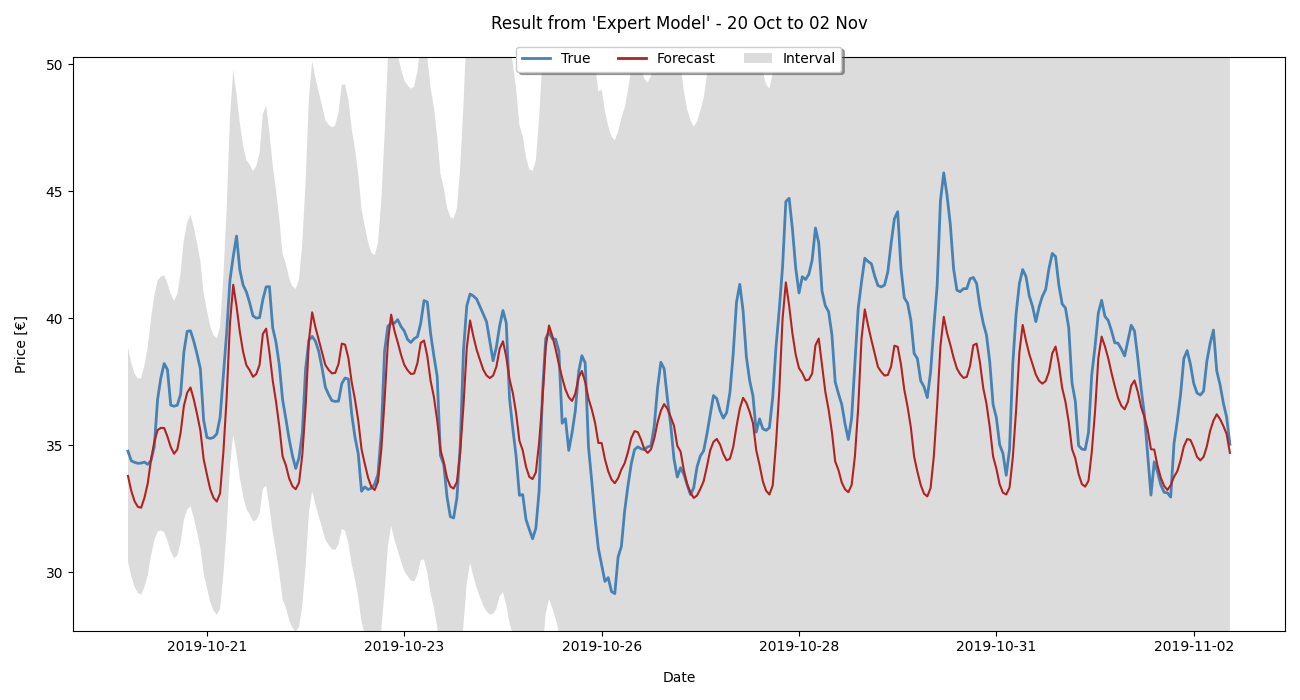 Result from 'Expert Model' - 20 Oct to 02 Nov
True Forecast Interval
50
45
40
35
30
Price [€]
2019-10-21 2019-10-23 2019-10-26 2019-10-28 2019-10-31 2019-11-02
Date